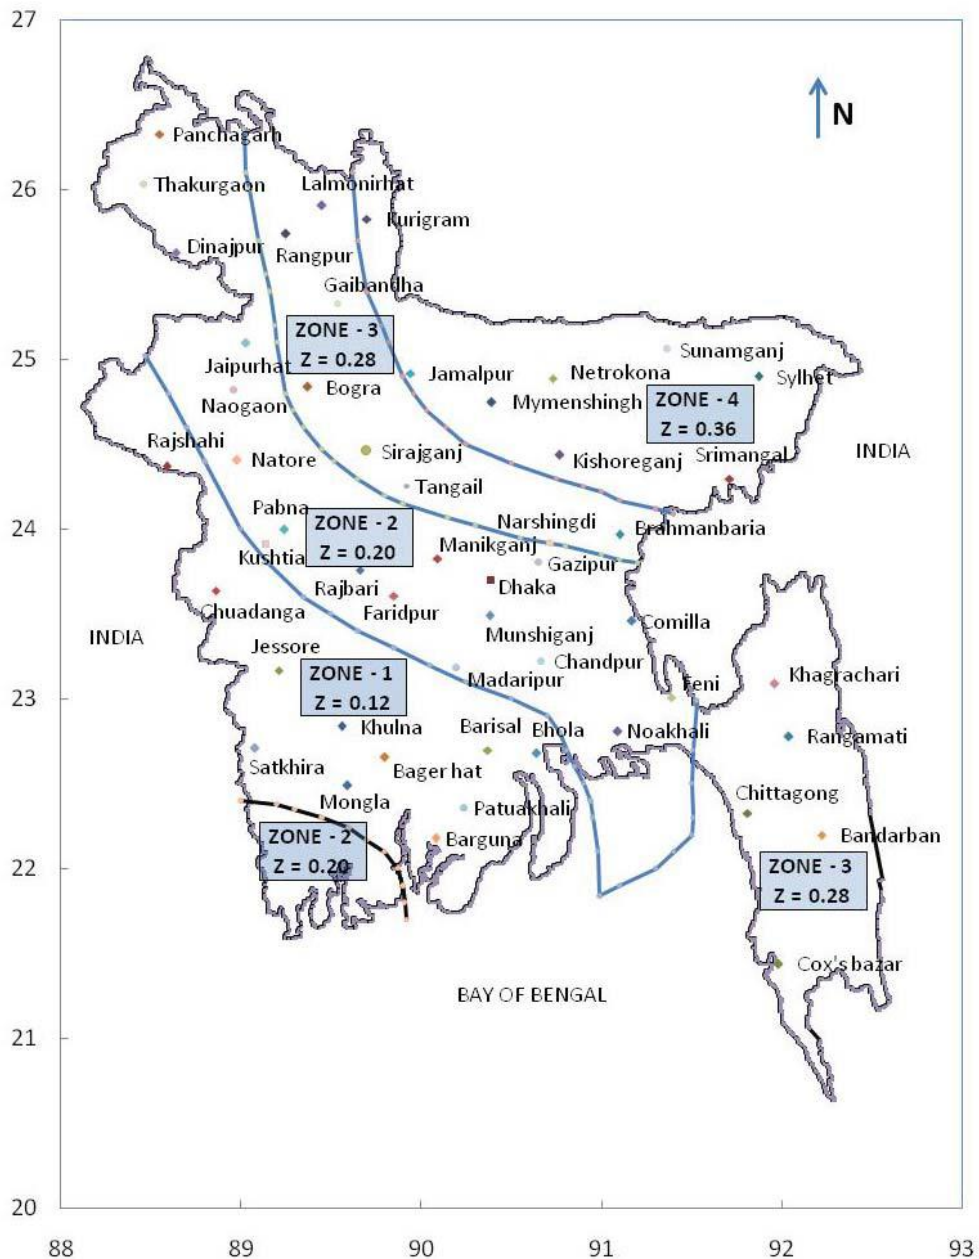 27
N
Panchagarh
26
Thakurgaon
Lalmonirhat
Kurigram
Dinajpur
Rangpur
Gaibandha
ZONE - 3
Z = 0.28
25
Sunamganj
Jaipurhat
Jamalpur
Netrokona
Sylhet
Bogra
Naogaon
Mymenshingh
ZONE - 4
Z = 0.36
Rajshahi
Natore
Sirajganj
Kishoreganj
Srimangal
INDIA
Tangail
Pabna
24
ZONE - 2
Z = 0.20
Narshingdi
Brahmanbaria
Manikganj
Kushtia
Gazipur
Rajbari
Dhaka
Chuadanga
Faridpur
Munshiganj
Comilla
INDIA
Jessore
Chandpur
ZONE - 1
Z = 0.12
Madaripur
Feni
Khagrachari
23
Khulna
Barisal
Bhola
Noakhali
Rangamati
Satkhira
Bager hat
Mongla
Patuakhali
Chittagong
ZONE - 2
Z = 0.20
Barguna
Bandarban
22
ZONE - 3
Z = 0.28
Cox's bazar
BAY OF BENGAL
21
20
88 89 90 91 92 93